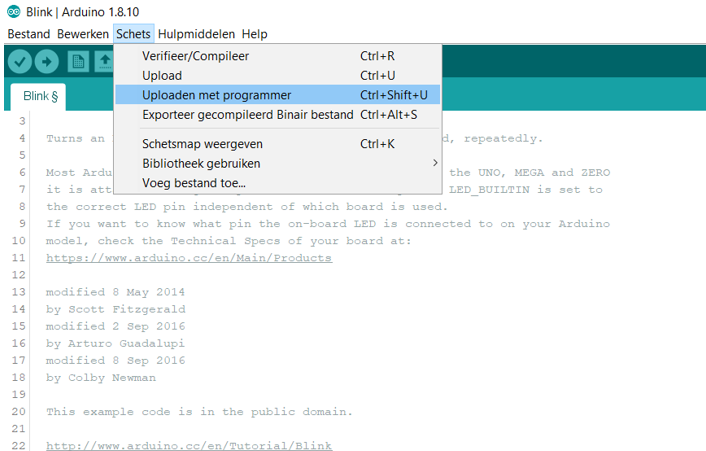 Blink | Arduino 1.8.10
Bestand Bewerken Schets Hulpmiddelen Help
Verifieer/Compileer Ctrl+R
Upload Ctrl+U
Uploaden met programmer Ctrl+Shift+U
Exporteer gecompileerd Binair bestand Ctrl+Alt+S
Schetsmap weergeven Ctrl+K
Bibliotheek gebruiken
Voeg bestand toe...
Blink §
3
4 Turns an d, repeatedly.
5
6 Most Ardu the UNO, MEGA and ZERO
7 it is att LED_BUILTIN is set to
8 the correct LED pin independent of which board is used.
9 If you want to know what pin the on-board LED is connected to on your Arduino
10 model, check the Technical Specs of your board at:
11 https://www.arduino.cc/en/Main/Products
12
13 modified 8 May 2014
14 by Scott Fitzgerald
15 modified 2 Sep 2016
16 by Arturo Guadalupi
17 modified 8 Sep 2016
18 by Colby Newman
19
20 This example code is in the public domain.
21
22 http://www.arduino.cc/en/Tutorial/Blink